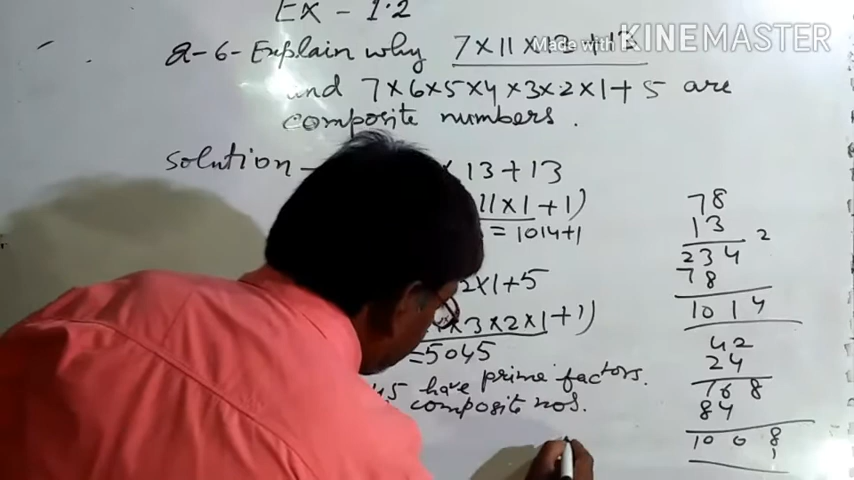 EX - 1.2
Q-6- Explain why 7×11×13+13
Made with KINEMASTER
and 7×6×5×4×3×2×1+5 are
composite numbers.
Solution - × 13+13
11×1+1)
= 1014+1
2×1+5
×3×2×1+1)
=5045
45 have prime factors.
composite nos.
78
13
2
234
78
1014
42
24
168
84
1008
1